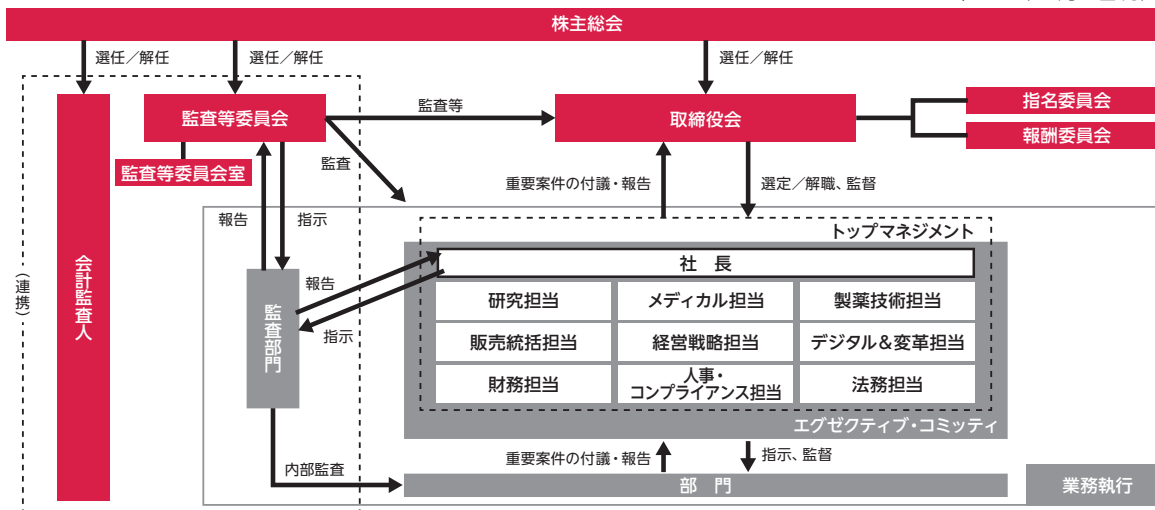 株主総会
選任／解任
選任／解任
選任／解任
監査等委員会
監査等
取締役会
指名委員会
報酬委員会
監査等委員会室
監査
重要案件の付議・報告
選定／解職、監督
報告
指示
トップマネジメント
(連携)
会計監査人
社 長
監査部門
報告
指示
研究担当
メディカル担当
製薬技術担当
販売統括担当
経営戦略担当
デジタル&変革担当
財務担当
人事・
コンプライアンス担当
法務担当
エグゼクティブ・コミッティ
内部監査
重要案件の付議・報告
指示、監督
部 門
業務執行